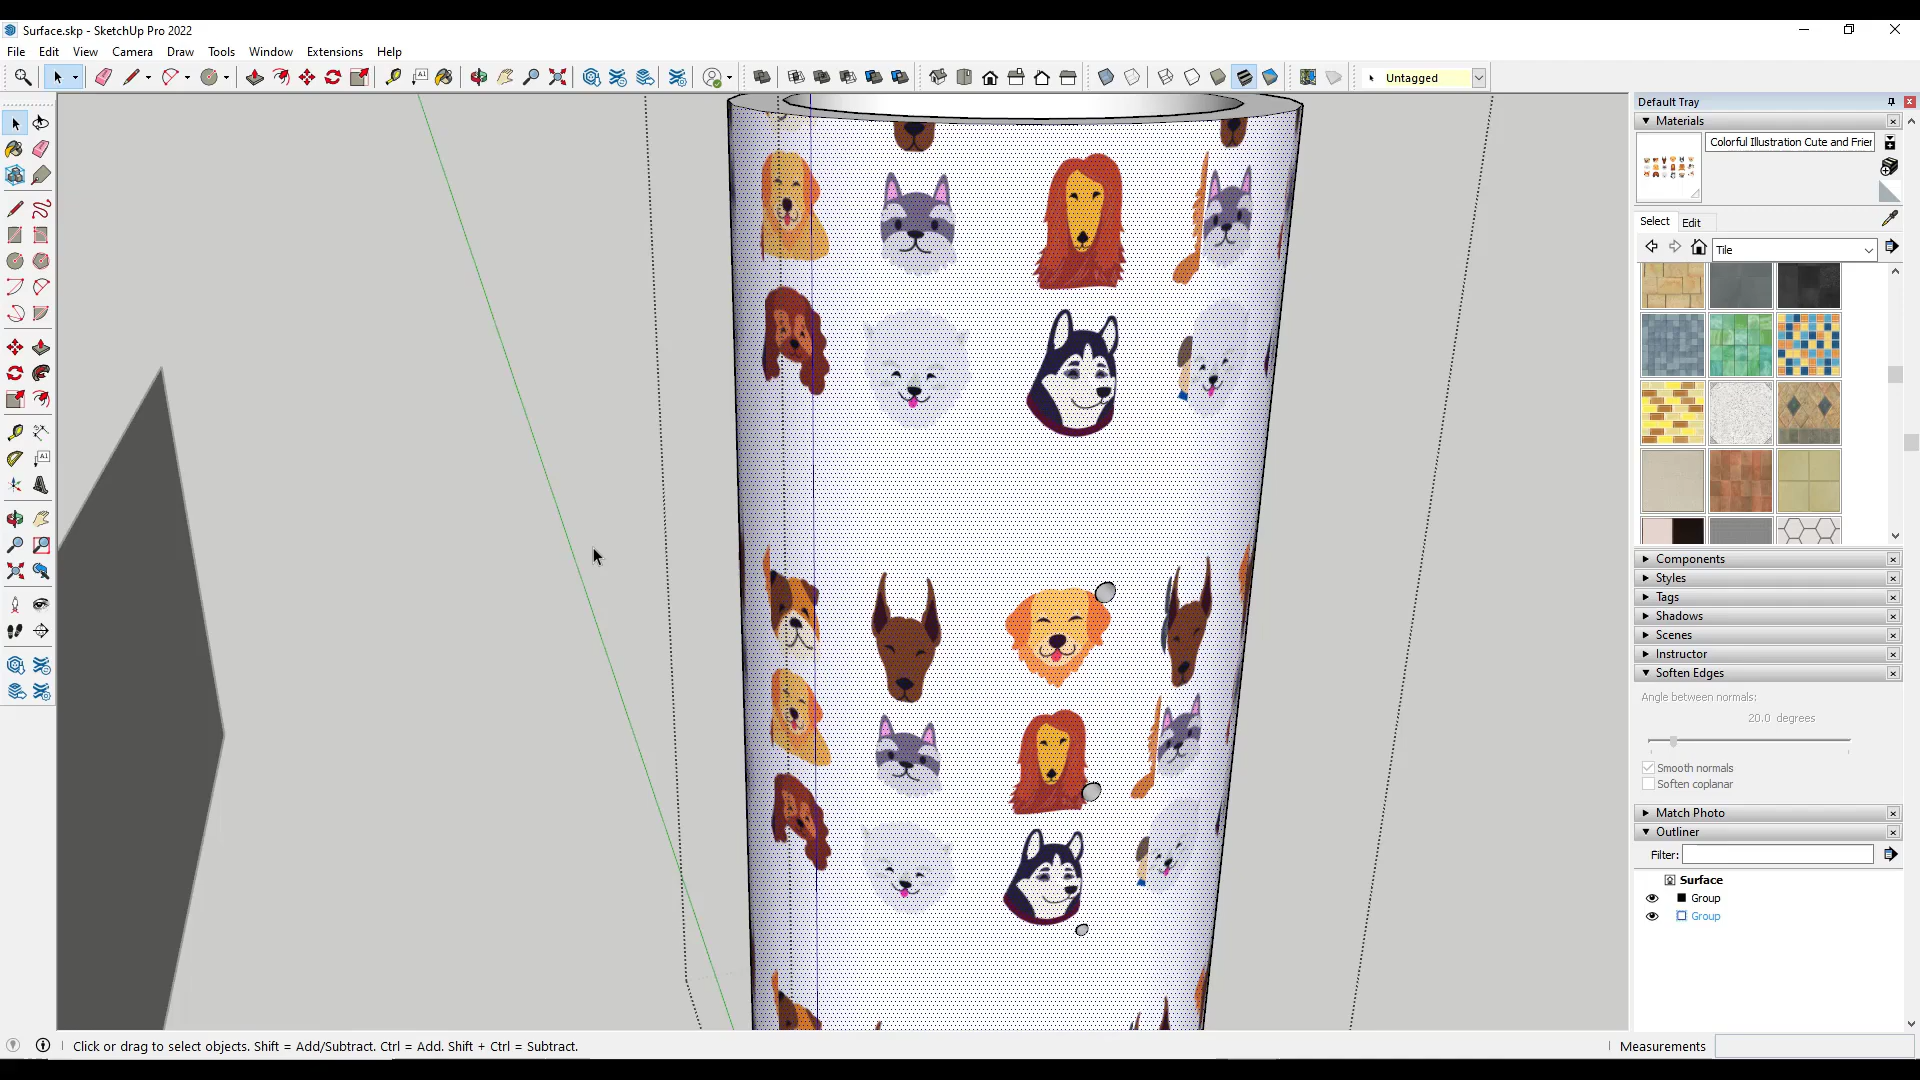 Surface.skp - SketchUp Pro 2022
File Edit View Camera Draw Tools Window Extensions Help
Untagged
Default Tray
Materials
Colorful Illustration Cute and Frier
Select Edit
Tile
Components
Styles
Tags
Shadows
Scenes
Instructor
Soften Edges
Angle between normals:
20.0 degrees
Smooth normals
Soften coplanar
Match Photo
Outliner
Filter:
Surface
Group
Group
Click or drag to select objects. Shift = Add/Subtract. Ctrl = Add. Shift + Ctrl = Subtract.
Measurements